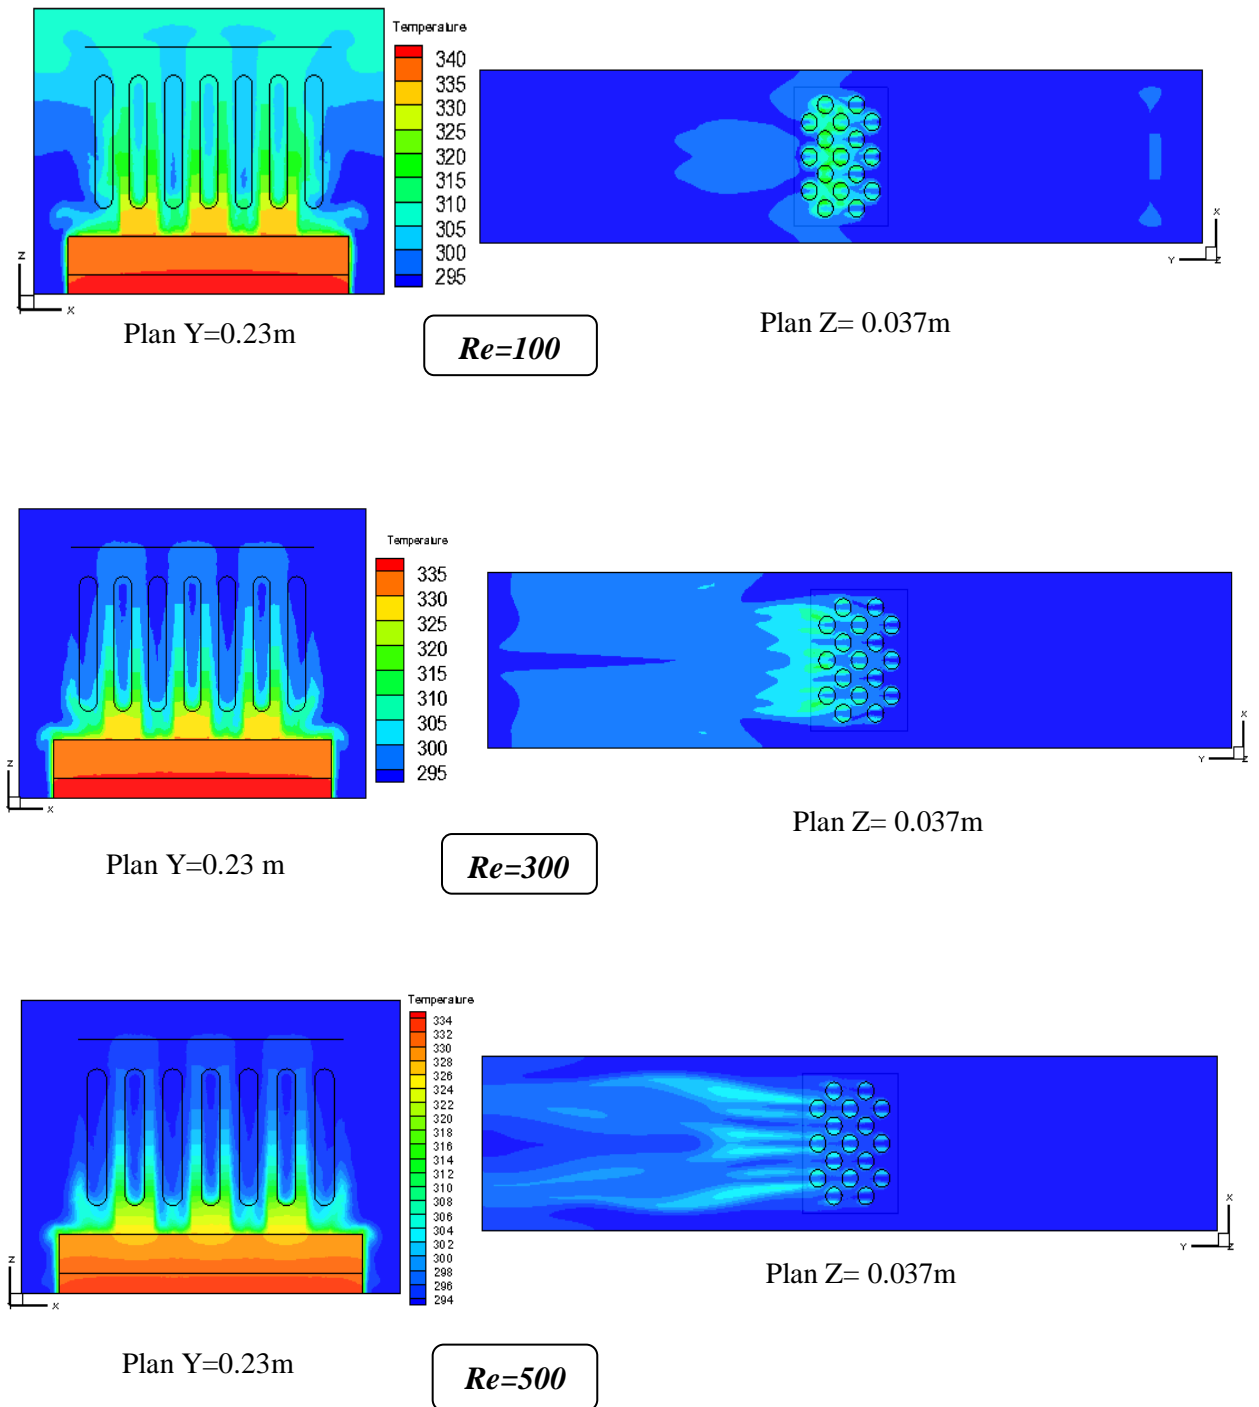 Temperature
340
335
330
325
320
315
310
305
300
295
Z
X
X
Y
Z
Plan Y=0.23m
Plan Z= 0.037m
Re=100
Temperature
335
330
325
320
315
310
305
300
295
Z
X
X
Y
Z
Plan Y=0.23 m
Plan Z= 0.037m
Re=300
Temperature
334
332
330
328
326
324
322
320
318
316
314
312
310
308
306
304
302
300
298
296
294
Z
X
X
Y
Z
Plan Y=0.23m
Plan Z= 0.037m
Re=500